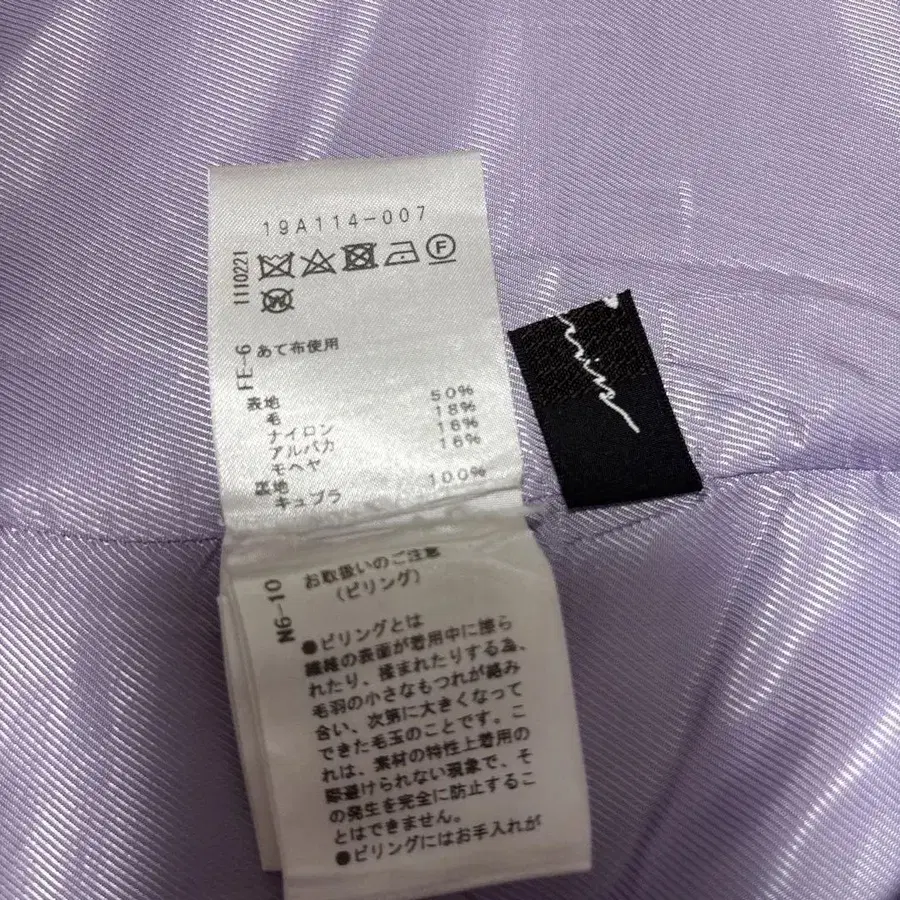 19A114-007
1110221
F
W
FE-6
あて布使用
表地
毛 50%
ナイロン 18%
アルパカ 16%
モヘヤ 16%
裏地
キュプラ 100%
N6-10
お取扱いのご注意
(ピリング)
●ピリングとは
繊維の表面が着用中に擦ら
れたり、揉まれたりする為、
毛羽の小さなもつれが絡み
合い、次第に大きくなって
できた毛玉のことです。こ
れは、素材の特性上着用の
際避けられない現象で、そ
の発生を完全に防止するこ
とはできません。
●ピリングにはお手入れが